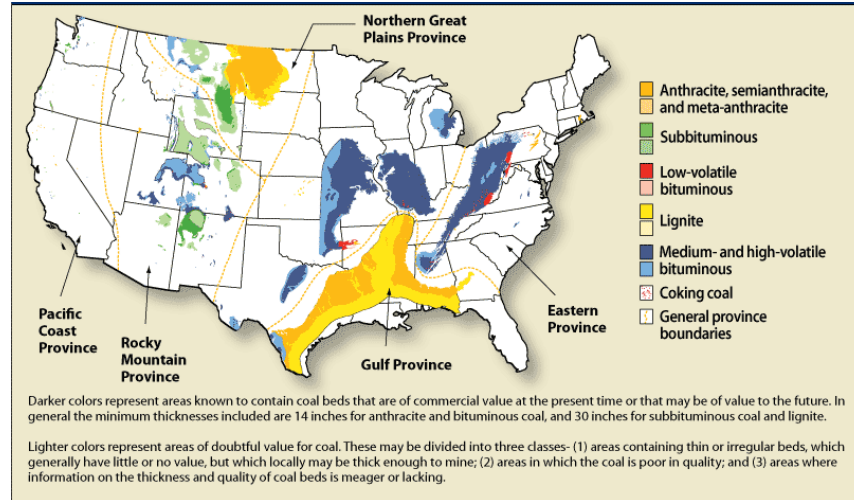 Northern Great
Plains Province
Anthracite, semianthracite,
and meta-anthracite
Subbituminous
Low-volatile
bituminous
Lignite
Medium- and high-volatile
bituminous
Coking coal
General province
boundaries
Pacific
Coast
Province
Rocky
Mountain
Province
Gulf Province
Eastern
Province
Darker colors represent areas known to contain coal beds that are of commercial value at the present time or that may be of value to the future. In
general the minimum thicknesses included are 14 inches for anthracite and bituminous coal, and 30 inches for subbituminous coal and lignite.
Lighter colors represent areas of doubtful value for coal. These may be divided into three classes- (1) areas containing thin or irregular beds, which
generally have little or no value, but which locally may be thick enough to mine; (2) areas in which the coal is poor in quality; and (3) areas where
information on the thickness and quality of coal beds is meager or lacking.